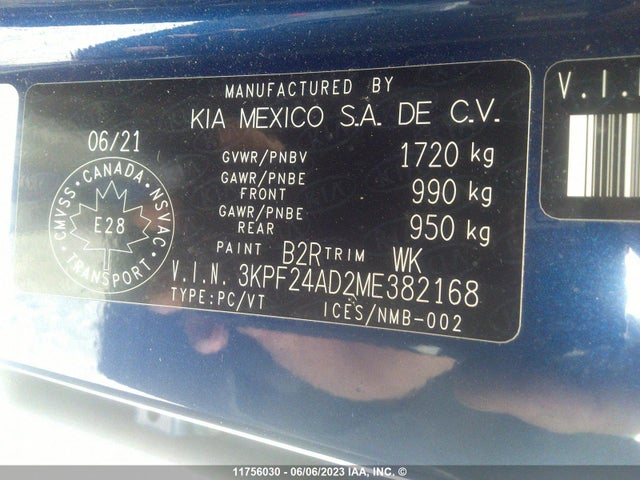 MANUFACTURED BY
KIA MEXICO S.A. DE C.V.
06/21
GVWR/PNBV 1720 kg
GAWR/PNBE FRONT 990 kg
GAWR/PNBE REAR 950 kg
PAINT B2R TRIM WK
V.I.N. 3KPF24AD2ME382168
TYPE:PC/VT ICES/NMB-002
CMVSS · CANADA · NSVAC
E28
· TRANSPORT ·
V.I.
11756030 - 06/06/2023 IAA, INC. ©